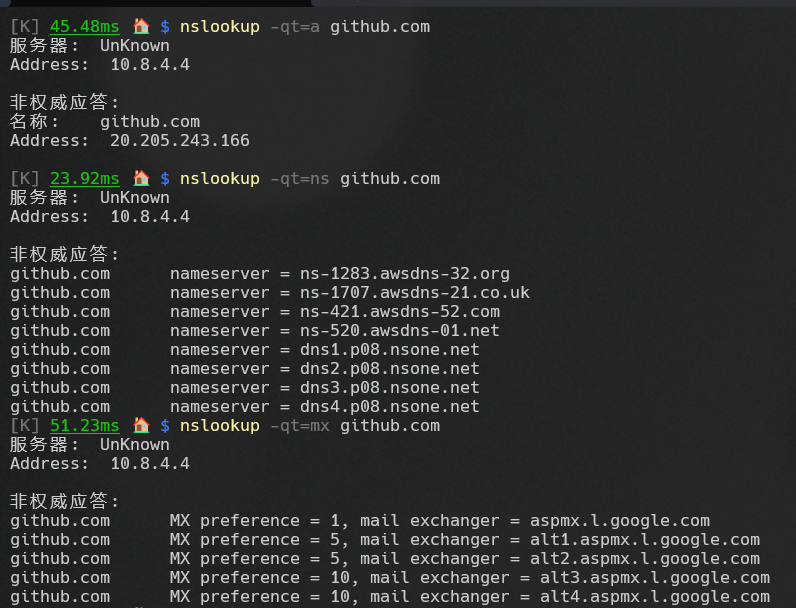 [K] 45.48ms 🏠 $ nslookup -qt=a github.com
服务器:  UnKnown
Address:  10.8.4.4
非权威应答:
名称:    github.com
Address:  20.205.243.166
[K] 23.92ms 🏠 $ nslookup -qt=ns github.com
服务器:  UnKnown
Address:  10.8.4.4
非权威应答:
github.com      nameserver = ns-1283.awsdns-32.org
github.com      nameserver = ns-1707.awsdns-21.co.uk
github.com      nameserver = ns-421.awsdns-52.com
github.com      nameserver = ns-520.awsdns-01.net
github.com      nameserver = dns1.p08.nsone.net
github.com      nameserver = dns2.p08.nsone.net
github.com      nameserver = dns3.p08.nsone.net
github.com      nameserver = dns4.p08.nsone.net
[K] 51.23ms 🏠 $ nslookup -qt=mx github.com
服务器:  UnKnown
Address:  10.8.4.4
非权威应答:
github.com      MX preference = 1, mail exchanger = aspmx.l.google.com
github.com      MX preference = 5, mail exchanger = alt1.aspmx.l.google.com
github.com      MX preference = 5, mail exchanger = alt2.aspmx.l.google.com
github.com      MX preference = 10, mail exchanger = alt3.aspmx.l.google.com
github.com      MX preference = 10, mail exchanger = alt4.aspmx.l.google.com